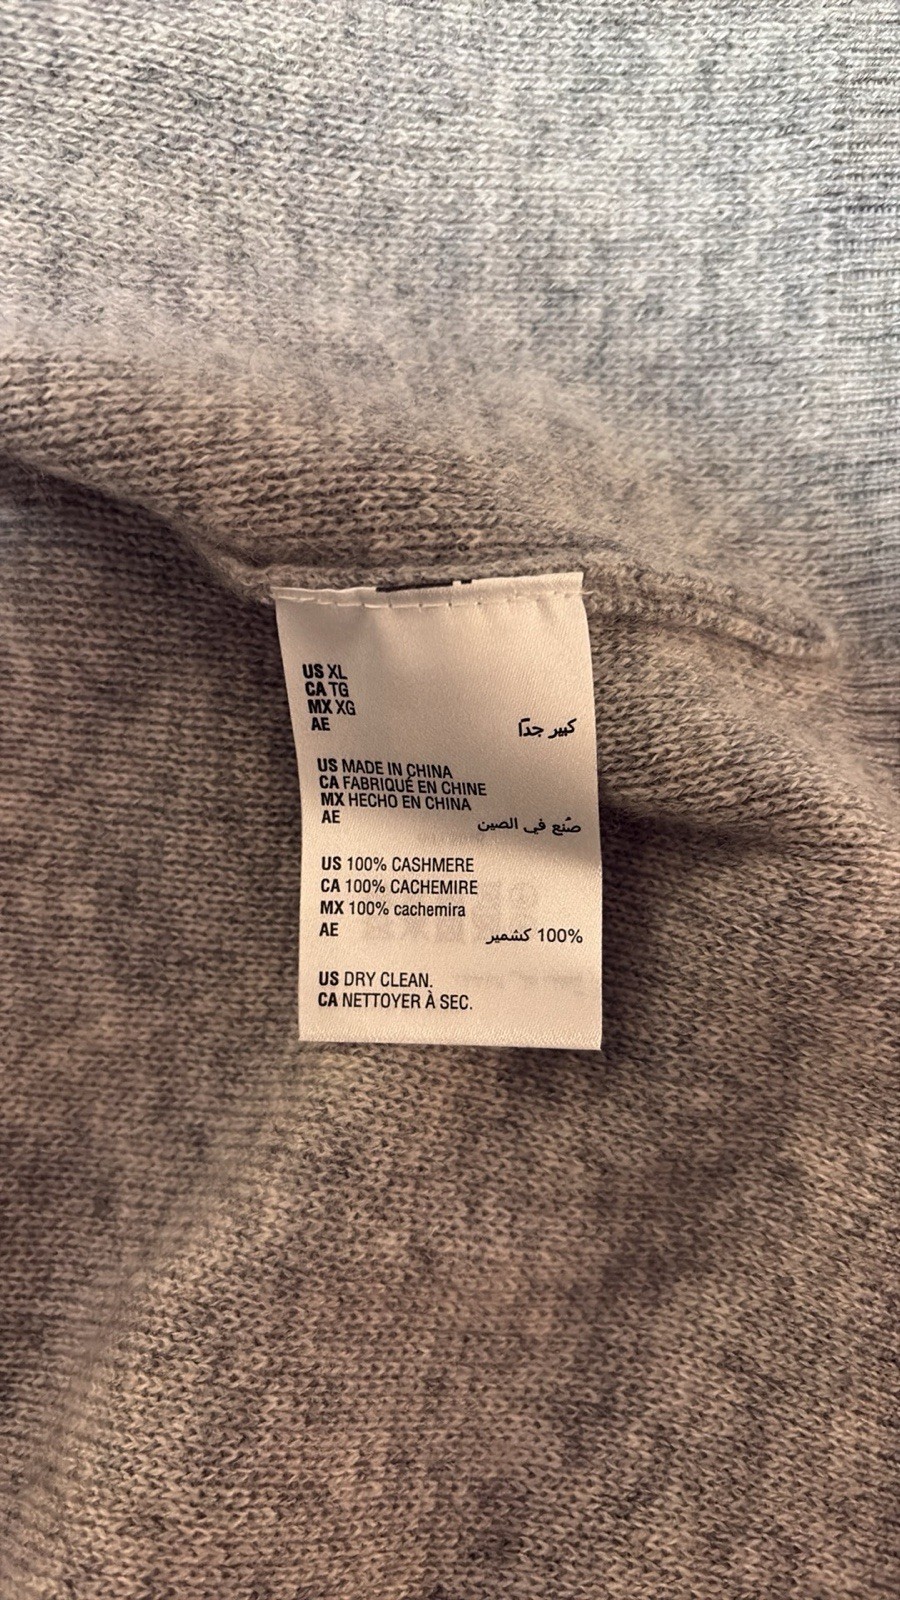 US XL
CA TG
MX XG
AE كبير جدًا
US MADE IN CHINA
CA FABRIQUÉ EN CHINE
MX HECHO EN CHINA
AE صُنع في الصين
US 100% CASHMERE
CA 100% CACHEMIRE
MX 100% cachemira
AE 100% كشمير
US DRY CLEAN.
CA NETTOYER À SEC.